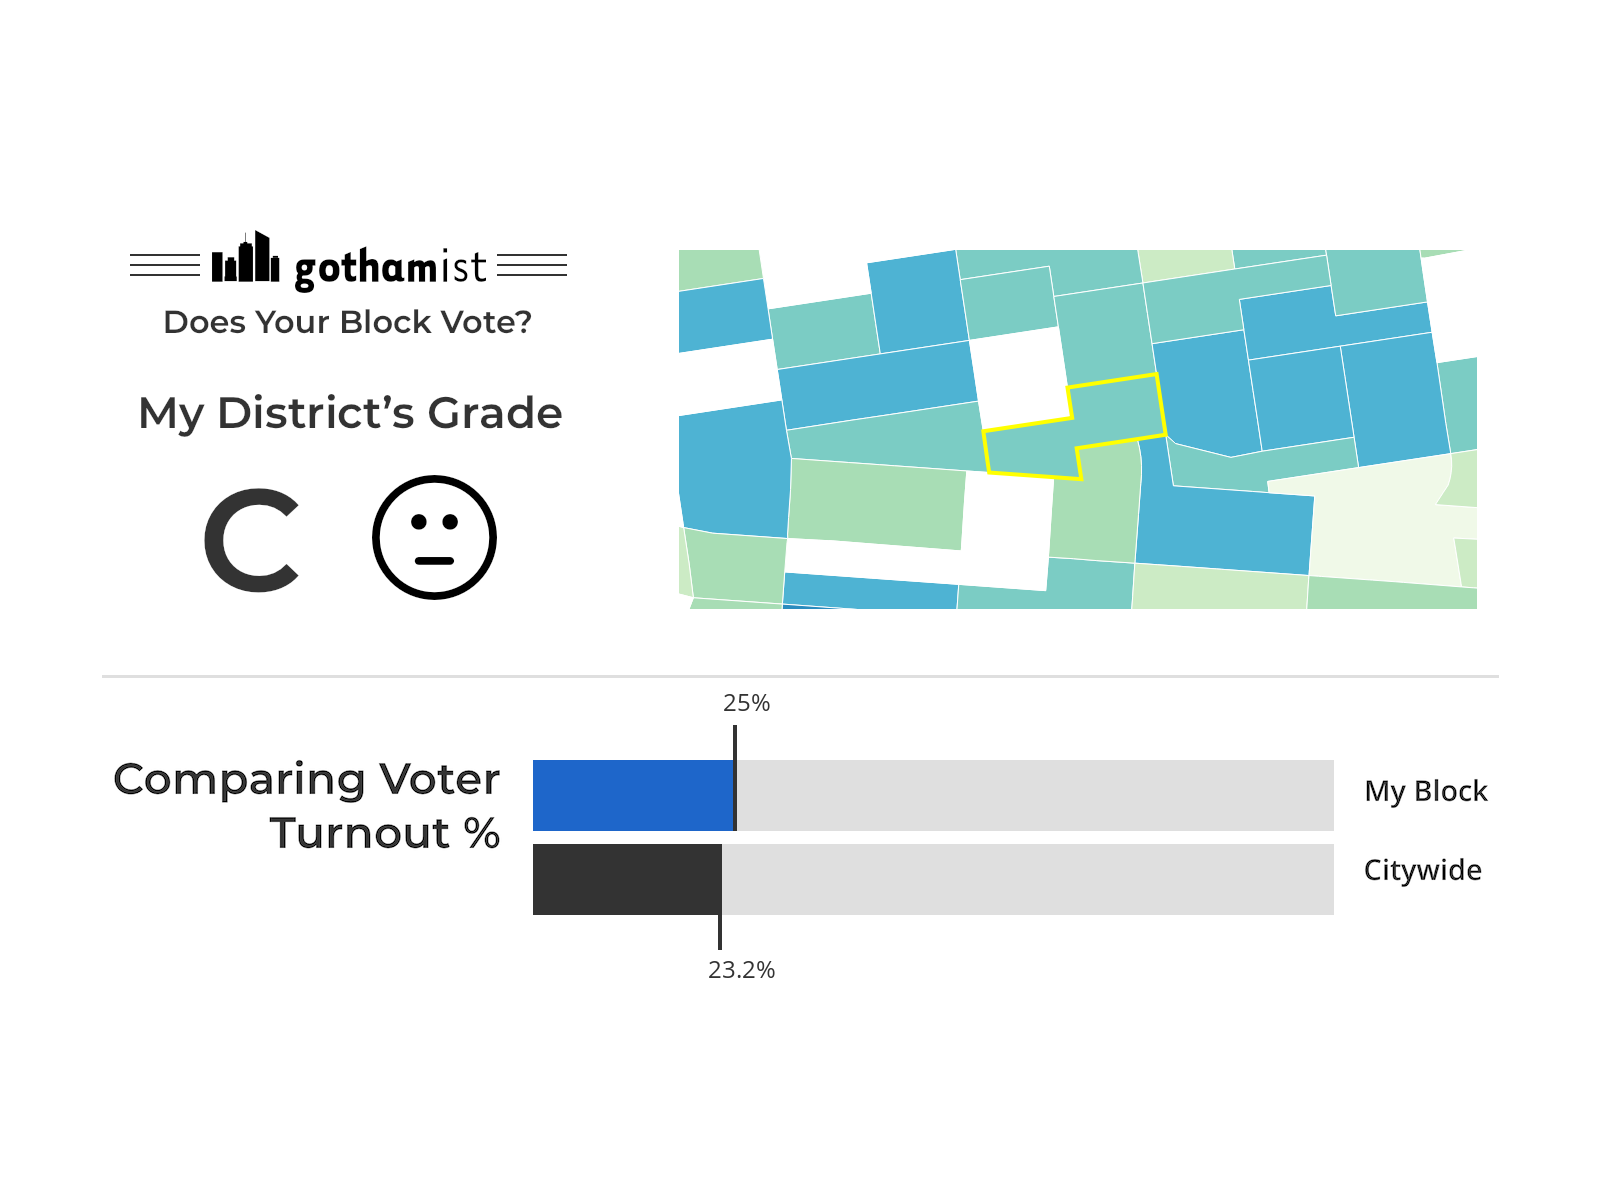 gothamist
Does Your Block Vote?
My District’s Grade
C
25%
Comparing Voter
Turnout %
My Block
Citywide
23.2%